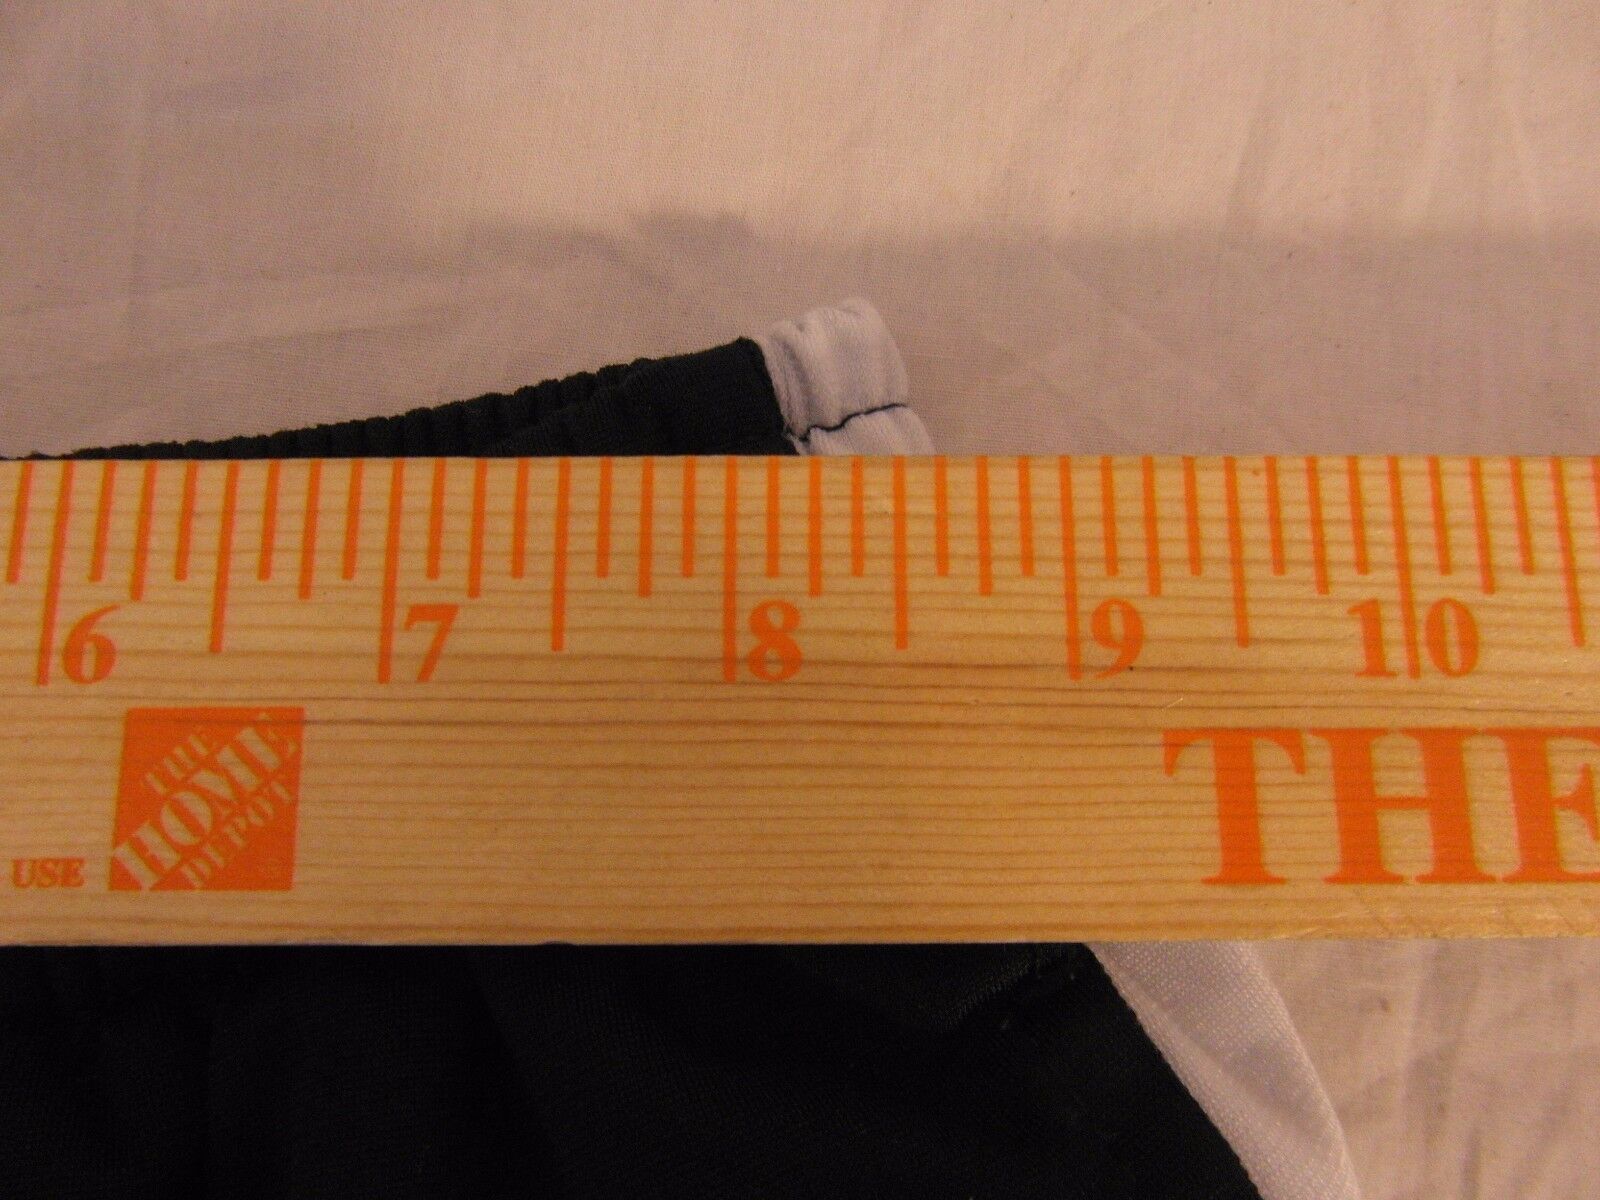 6 7 8 9 10
THE
HOME
DEPOT
USE
THE